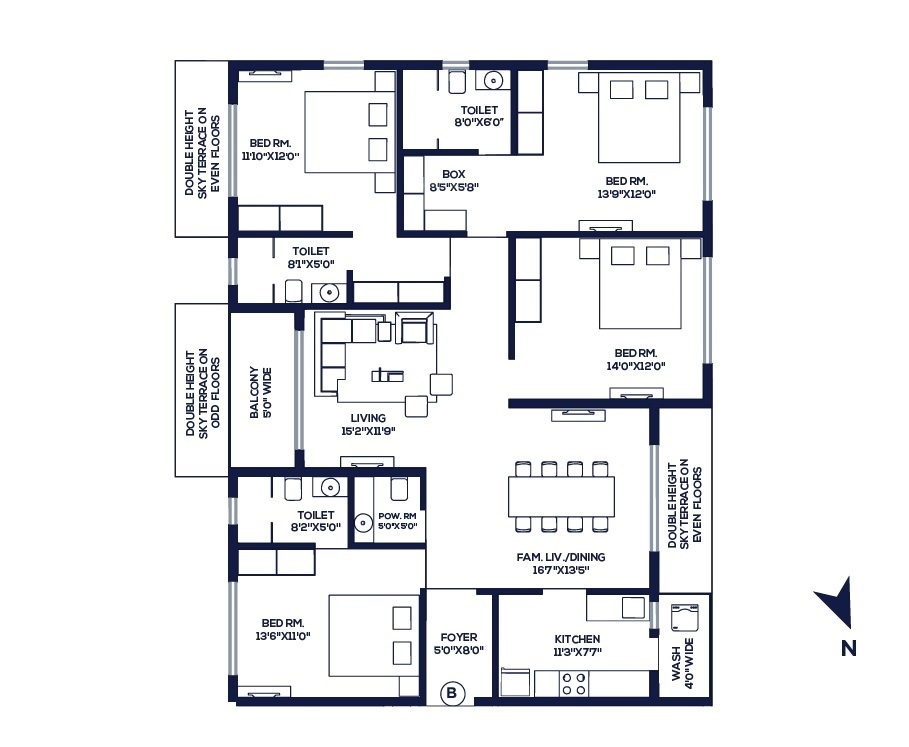 DOUBLE HEIGHT
SKY TERRACE ON
EVEN FLOORS
BED RM.
11'10"X12'0"
TOILET
8'0"X6'0"
BOX
8'5"X5'8"
BED RM.
13'9"X12'0"
TOILET
8'1"X5'0"
BED RM.
14'0"X12'0"
DOUBLE HEIGHT
SKY TERRACE ON
ODD FLOORS
BALCONY
5'0" WIDE
LIVING
15'2"X11'9"
TOILET
8'2"X5'0"
POW. RM
5'0"X5'0"
FAM. LIV./DINING
16'7"X13'5"
DOUBLE HEIGHT
SKY TERRACE ON
EVEN FLOORS
BED RM.
13'6"X11'0"
FOYER
5'0"X8'0"
KITCHEN
11'3"X7'7"
WASH
4'0" WIDE
B
N